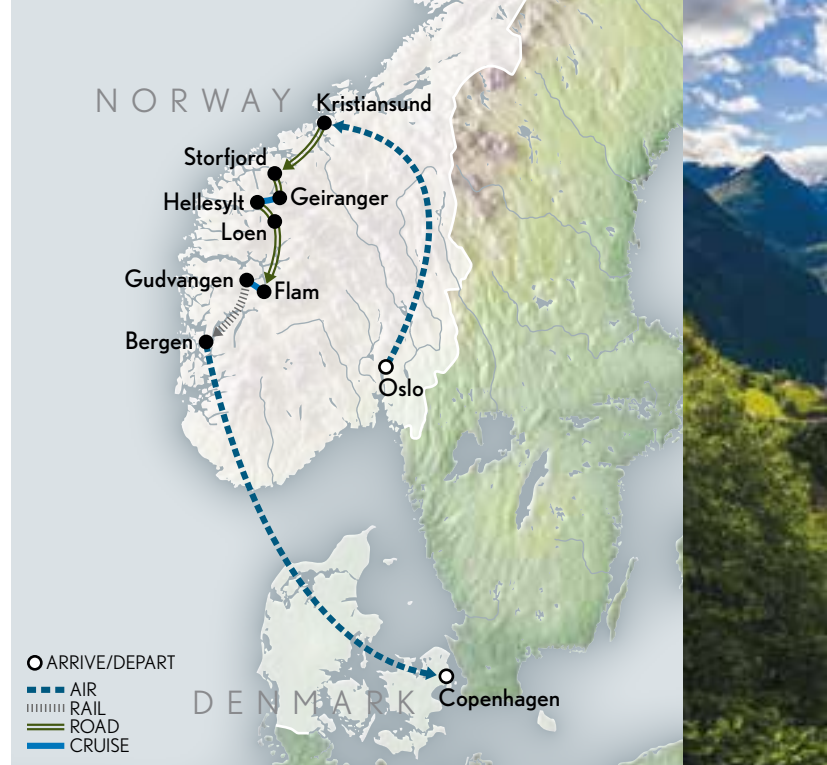 NORWAY
Kristiansund
Storfjord
Hellesylt
Geiranger
Loen
Gudvangen
Flam
Bergen
Oslo
ARRIVE/DEPART
AIR
RAIL
ROAD
CRUISE
DENMARK
Copenhagen